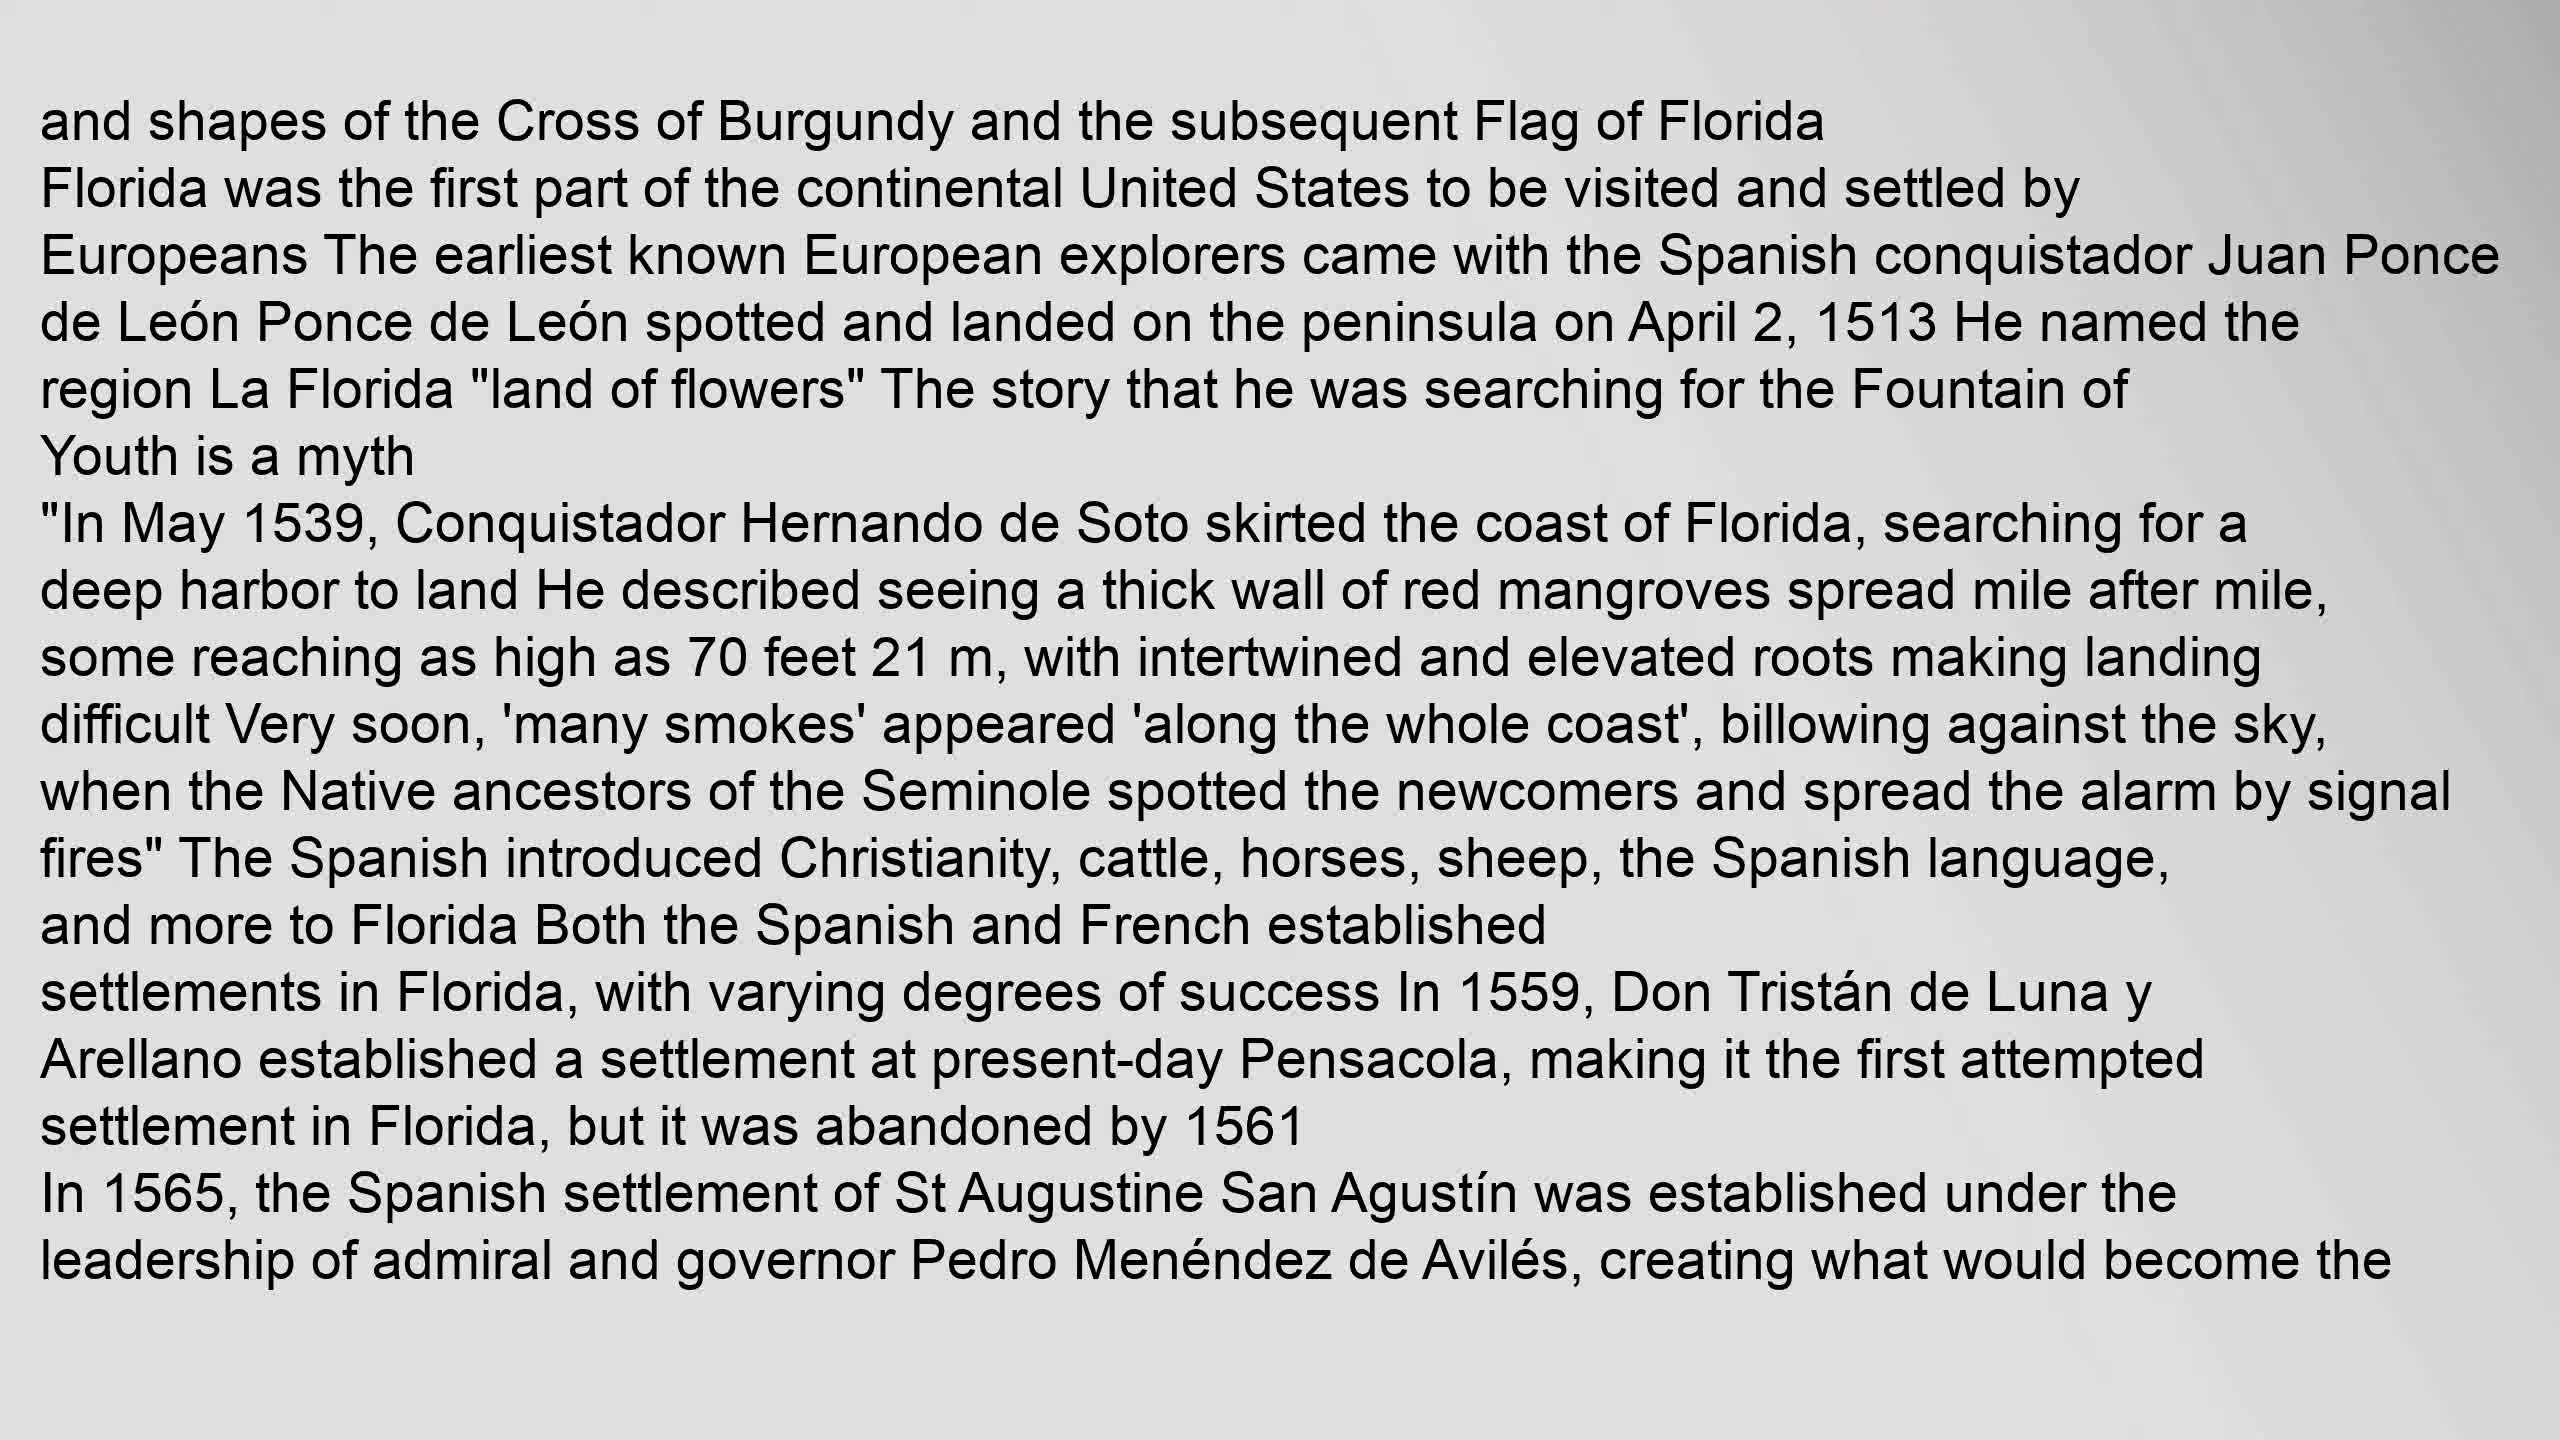 and shapes of the Cross of Burgundy and the subsequent Flag of Florida
Florida was the first part of the continental United States to be visited and settled by
Europeans The earliest known European explorers came with the Spanish conquistador Juan Ponce
de León Ponce de León spotted and landed on the peninsula on April 2, 1513 He named the
region La Florida "land of flowers" The story that he was searching for the Fountain of
Youth is a myth
"In May 1539, Conquistador Hernando de Soto skirted the coast of Florida, searching for a
deep harbor to land He described seeing a thick wall of red mangroves spread mile after mile,
some reaching as high as 70 feet 21 m, with intertwined and elevated roots making landing
difficult Very soon, 'many smokes' appeared 'along the whole coast', billowing against the sky,
when the Native ancestors of the Seminole spotted the newcomers and spread the alarm by signal
fires" The Spanish introduced Christianity, cattle, horses, sheep, the Spanish language,
and more to Florida Both the Spanish and French established
settlements in Florida, with varying degrees of success In 1559, Don Tristán de Luna y
Arellano established a settlement at present-day Pensacola, making it the first attempted
settlement in Florida, but it was abandoned by 1561
In 1565, the Spanish settlement of St Augustine San Agustín was established under the
leadership of admiral and governor Pedro Menéndez de Avilés, creating what would become the